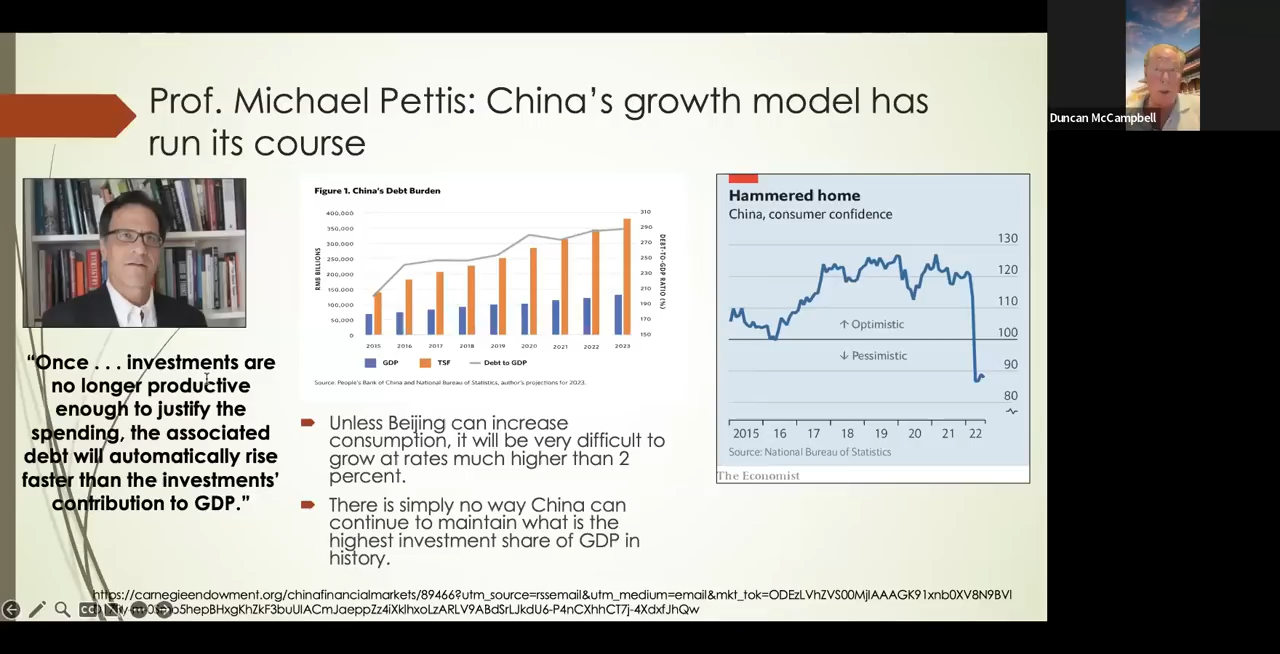 Prof. Michael Pettis: China's growth model has
run its course
Duncan McCampbell
"Once . . . investments are
no longer productive
enough to justify the
spending, the associated
debt will automatically rise
faster than the investments'
contribution to GDP."
Figure 1. China's Debt Burden
RMB BILLIONS
400,000
350,000
300,000
250,000
200,000
150,000
100,000
50,000
0
310
290
270
250
230
210
190
170
150
DEBT-TO-GDP RATIO (%)
2015 2016 2017 2018 2019 2020 2021 2022 2023
GDP TSF Debt to GDP
Source: People's Bank of China and National Bureau of Statistics, author's projections for 2023.
Unless Beijing can increase
consumption, it will be very difficult to
grow at rates much higher than 2
percent.
There is simply no way China can
continue to maintain what is the
highest investment share of GDP in
history.
Hammered home
China, consumer confidence
130
120
110
↑ Optimistic
100
↓ Pessimistic
90
80
2015 16 17 18 19 20 21 22
Source: National Bureau of Statistics
The Economist
https://carnegieendowment.org/chinafinancialmarkets/89466?utm_source=rssemail&utm_medium=email&mkt_tok=ODEzLVhZVS00MjIAAAGK91xnb0XV8N9BVl